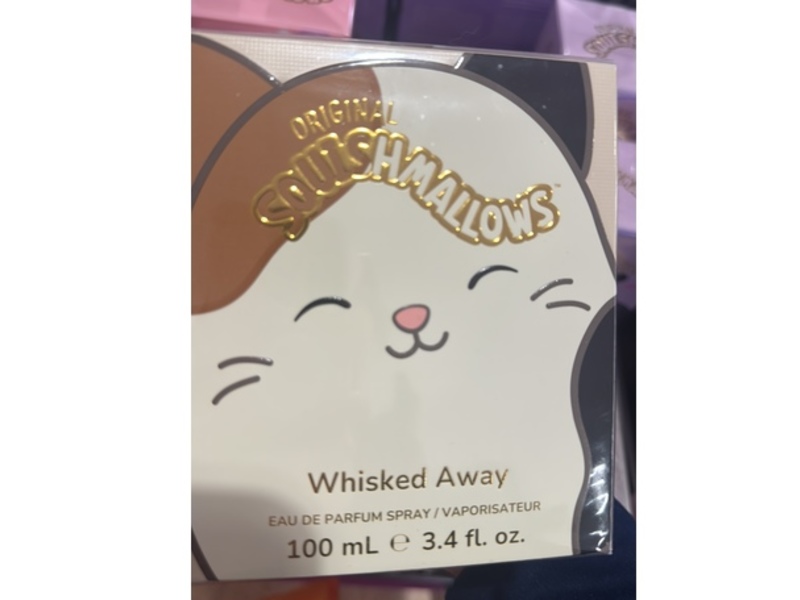 ORIGINAL
SQUISHMALLOWS™
Whisked Away
EAU DE PARFUM SPRAY / VAPORISATEUR
100 mL ℮ 3.4 fl. oz.